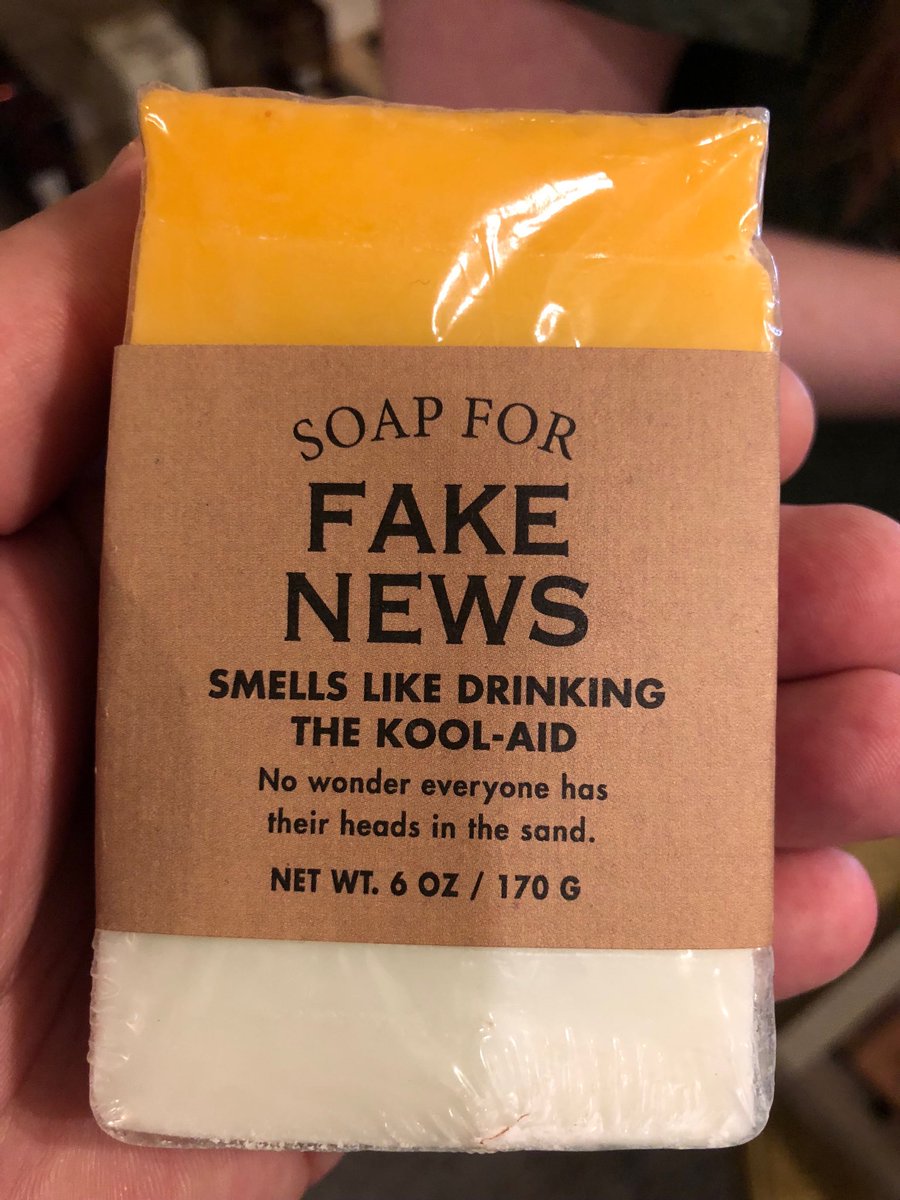 SOAP FOR
FAKE
NEWS
SMELLS LIKE DRINKING
THE KOOL-AID
No wonder everyone has
their heads in the sand.
NET WT. 6 OZ / 170 G